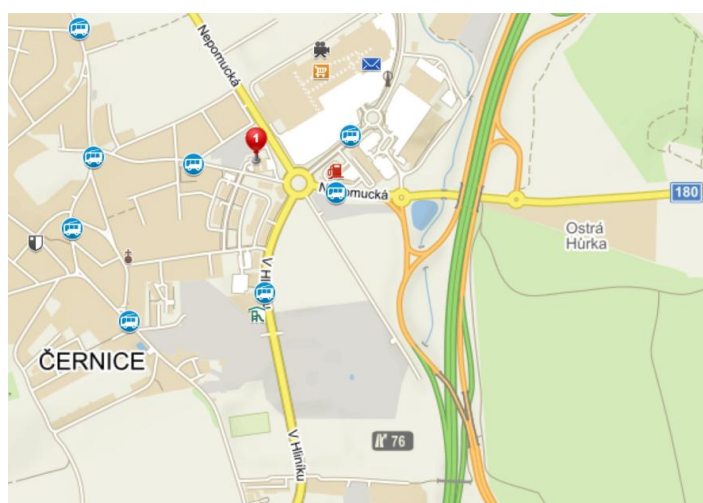 Nepomucká
1
Nepomucká
180
Ostrá
Hůrka
V Hliníku
ČERNICE
76
V Hliníku